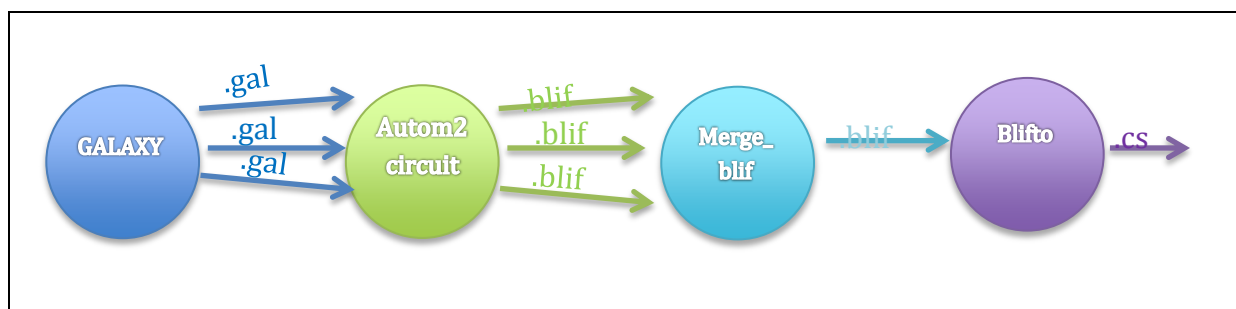 GALAXY
.gal
.gal
.gal
Autom2
circuit
.blif
.blif
.blif
Merge_
blif
.blif
Blifto
.cs